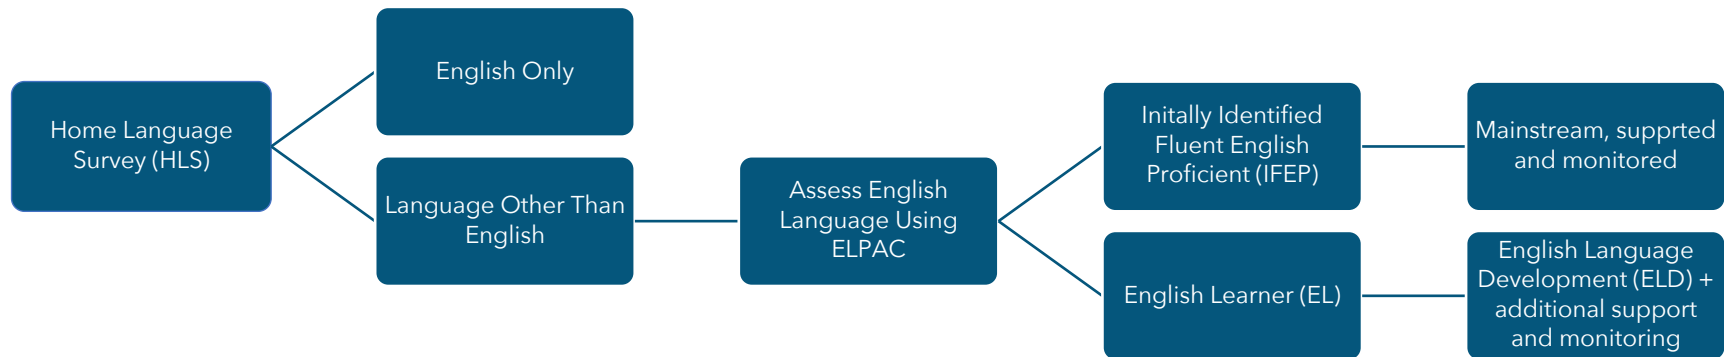 Home Language
Survey (HLS)
English Only
Language Other Than
English
Assess English
Language Using
ELPAC
Initally Identified
Fluent English
Proficient (IFEP)
Mainstream, supprted
and monitored
English Learner (EL)
English Language
Development (ELD) +
additional support
and monitoring